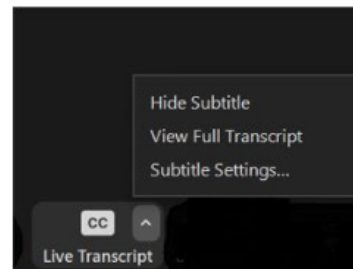 Hide Subtitle
View Full Transcript
Subtitle Settings...
CC
Live Transcript